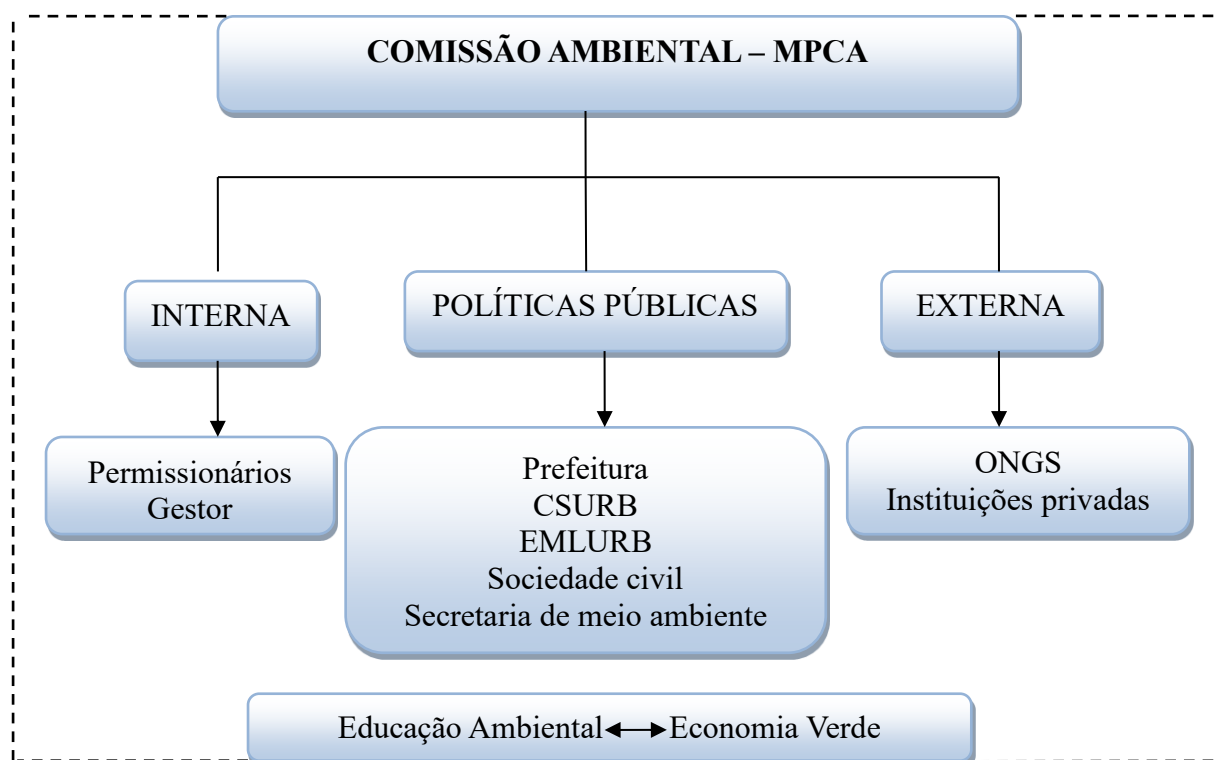 COMISSÃO AMBIENTAL – MPCA
INTERNA
POLÍTICAS PÚBLICAS
EXTERNA
Permissionários
Gestor
Prefeitura
CSURB
EMLURB
Sociedade civil
Secretaria de meio ambiente
ONGS
Instituições privadas
Educação Ambiental Economia Verde